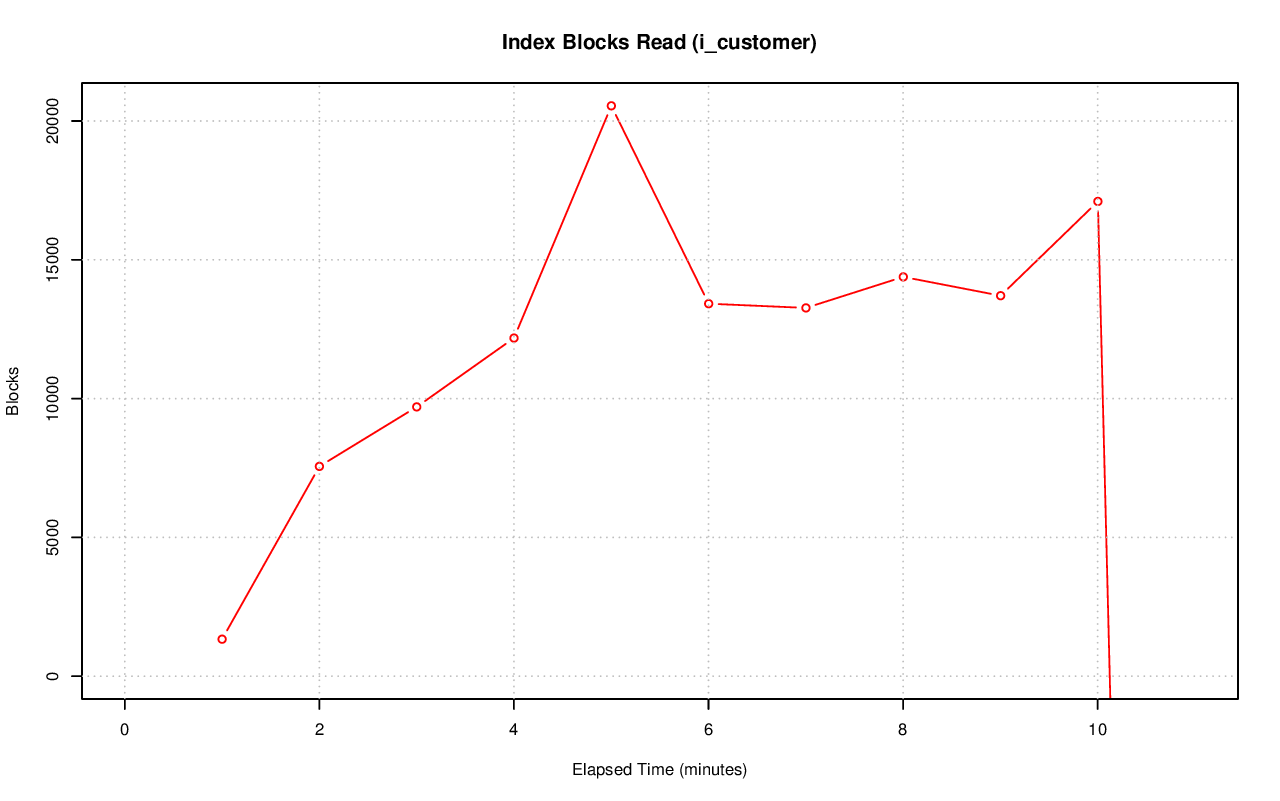 Index Blocks Read (i_customer)
Blocks
20000
15000
10000
5000
0
0 2 4 6 8 10
Elapsed Time (minutes)